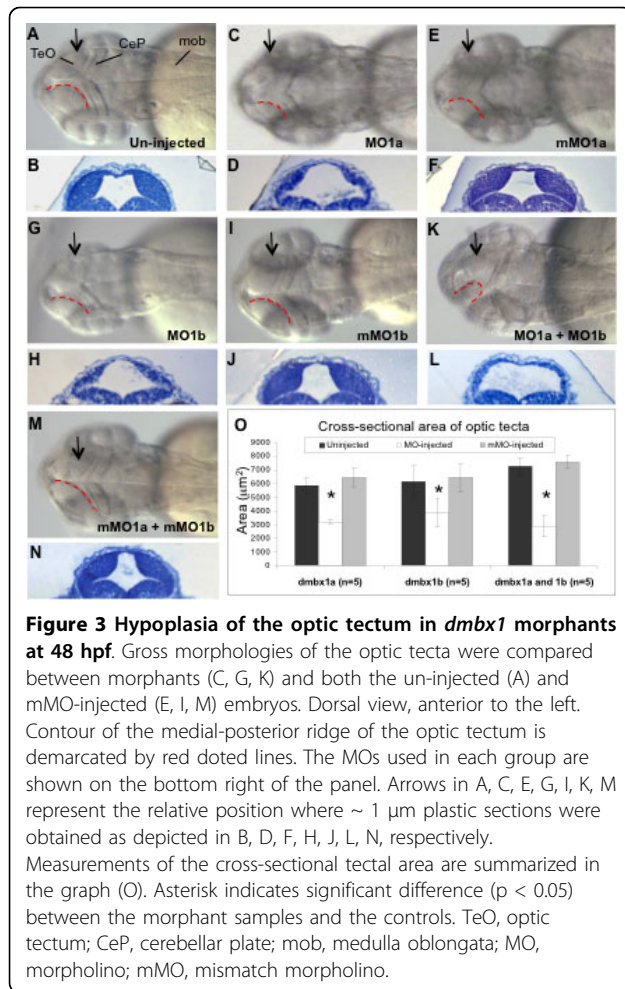 A
TeO
CeP
mob
Un-injected
C
MO1a
E
mMO1a
B
D
F
G
MO1b
I
mMO1b
K
MO1a + MO1b
H
J
L
M
mMO1a + mMO1b
N
O
Cross-sectional area of optic tecta
Uninjected MO-injected mMO-injected
Area (µm²)
9000
8000
7000
6000
5000
4000
3000
2000
1000
0
* * *
dmbx1a (n=5) dmbx1b (n=5) dmbx1a and 1b (n=5)
Figure 3 Hypoplasia of the optic tectum in dmbx1 morphants
at 48 hpf. Gross morphologies of the optic tecta were compared
between morphants (C, G, K) and both the un-injected (A) and
mMO-injected (E, I, M) embryos. Dorsal view, anterior to the left.
Contour of the medial-posterior ridge of the optic tectum is
demarcated by red doted lines. The MOs used in each group are
shown on the bottom right of the panel. Arrows in A, C, E, G, I, K, M
represent the relative position where ~ 1 µm plastic sections were
obtained as depicted in B, D, F, H, J, L, N, respectively.
Measurements of the cross-sectional tectal area are summarized in
the graph (O). Asterisk indicates significant difference (p < 0.05)
between the morphant samples and the controls. TeO, optic
tectum; CeP, cerebellar plate; mob, medulla oblongata; MO,
morpholino; mMO, mismatch morpholino.